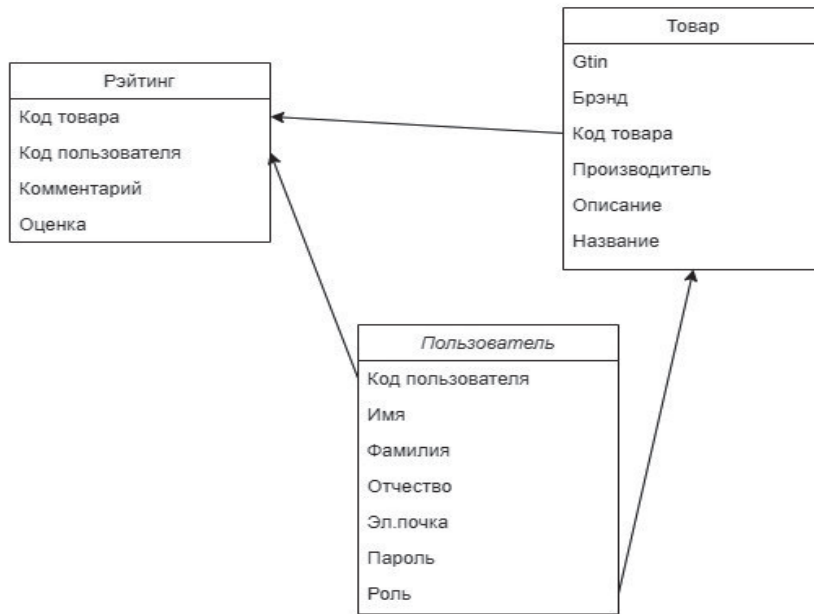 Рэйтинг
Код товара
Код пользователя
Комментарий
Оценка
Товар
Gtin
Брэнд
Код товара
Производитель
Описание
Название
Пользователь
Код пользователя
Имя
Фамилия
Отчество
Эл.почка
Пароль
Роль